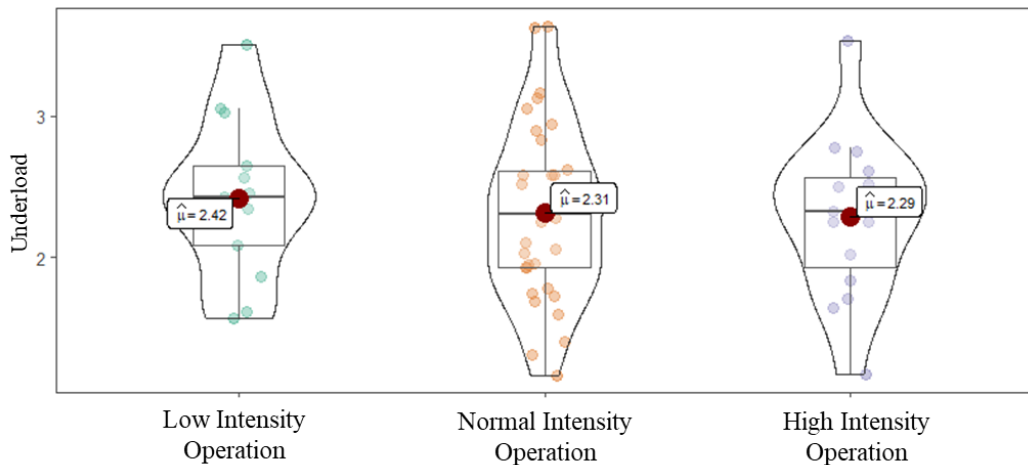 Underload
3
2
μ̂ = 2.42
μ̂ = 2.31
μ̂ = 2.29
Low Intensity
Operation
Normal Intensity
Operation
High Intensity
Operation